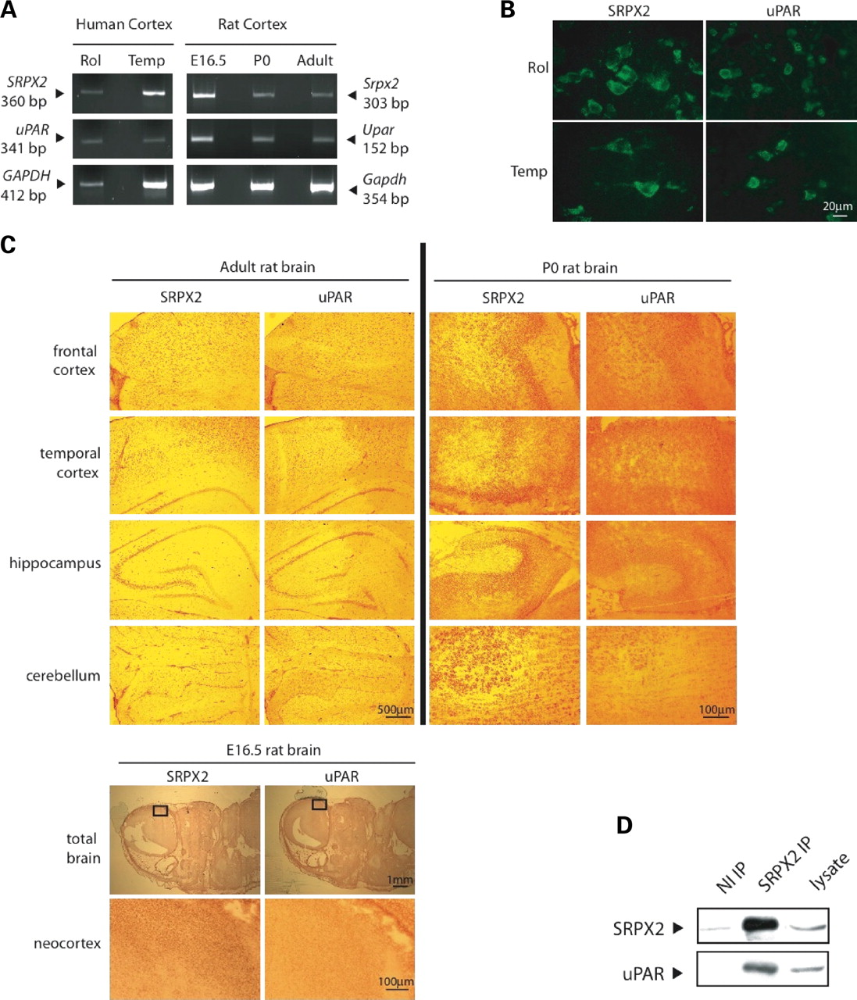 A
Human Cortex
Rat Cortex
Rol
Temp
E16.5
P0
Adult
SRPX2
360 bp
Srpx2
303 bp
uPAR
341 bp
Upar
152 bp
GAPDH
412 bp
Gapdh
354 bp
B
SRPX2
uPAR
Rol
Temp
20µm
C
Adult rat brain
P0 rat brain
SRPX2
uPAR
SRPX2
uPAR
frontal
cortex
temporal
cortex
hippocampus
cerebellum
500µm
100µm
E16.5 rat brain
SRPX2
uPAR
total
brain
1mm
neocortex
100µm
D
NI IP
SRPX2 IP
lysate
SRPX2
uPAR